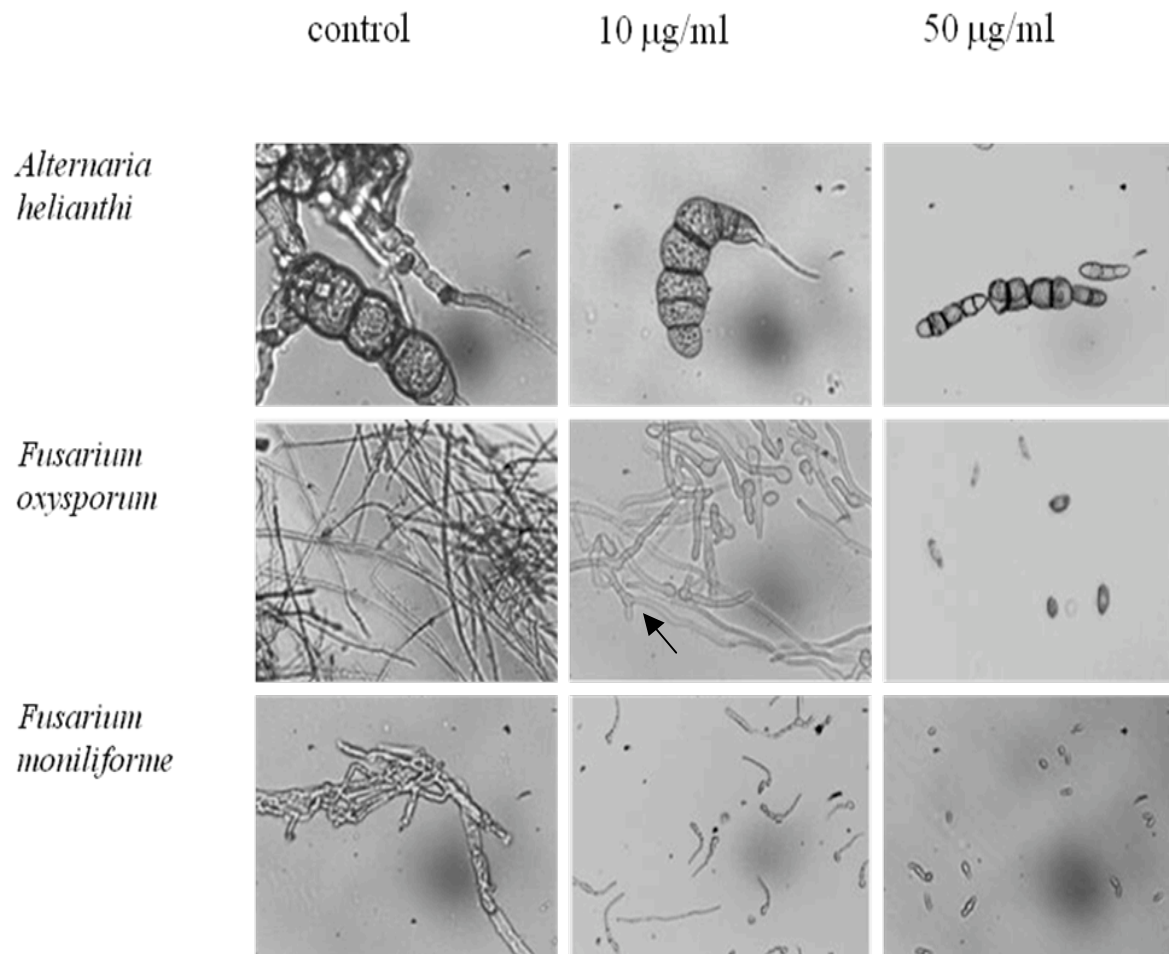 control 10 μg/ml 50 μg/ml
Alternaria
helianthi
Fusarium
oxysporum
Fusarium
moniliforme